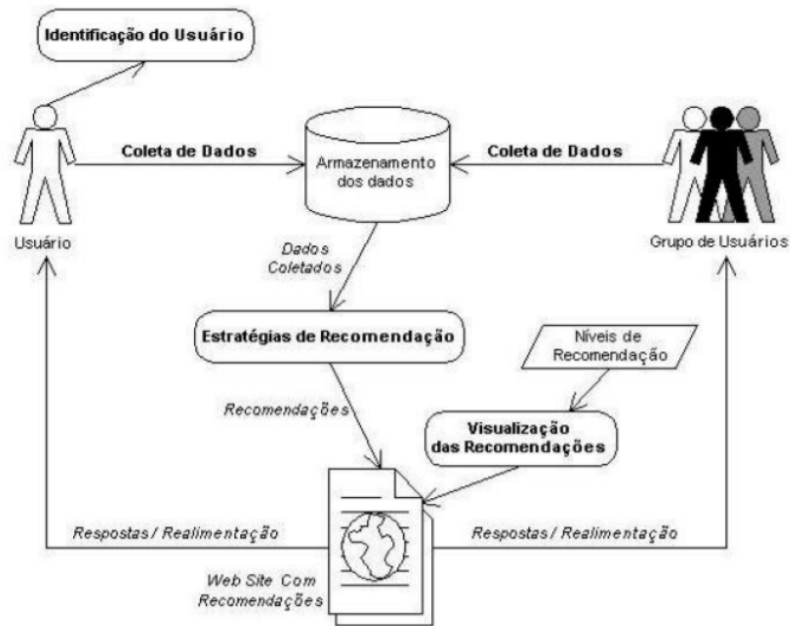 Identificação do Usuário
Coleta de Dados
Armazenamento
dos dados
Coleta de Dados
Usuário
Grupo de Usuários
Dados
Coletados
Estratégias de Recomendação
Níveis de
Recomendação
Recomendações
Visualização
das Recomendações
Respostas / Realimentação
Respostas / Realimentação
Web Site Com
Recomendações